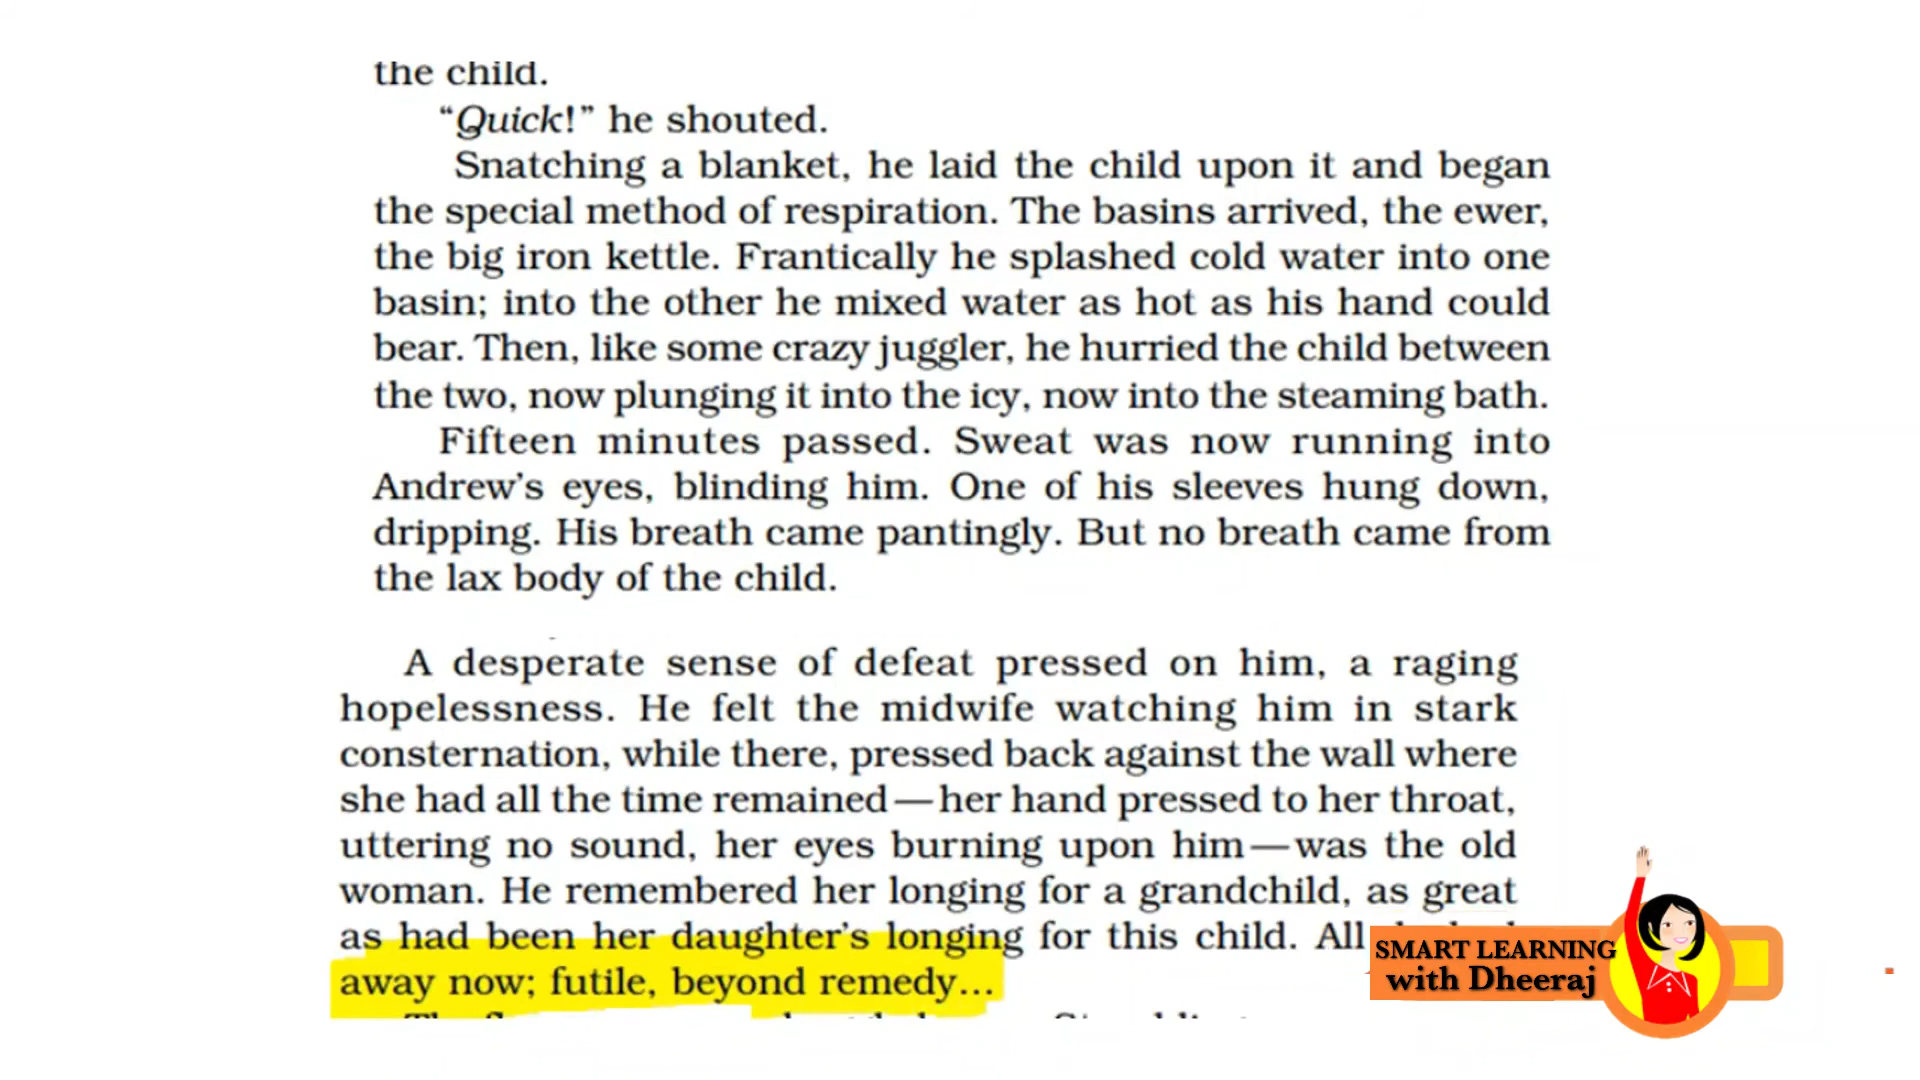 the child.
“Quick!” he shouted.
Snatching a blanket, he laid the child upon it and began
the special method of respiration. The basins arrived, the ewer,
the big iron kettle. Frantically he splashed cold water into one
basin; into the other he mixed water as hot as his hand could
bear. Then, like some crazy juggler, he hurried the child between
the two, now plunging it into the icy, now into the steaming bath.
Fifteen minutes passed. Sweat was now running into
Andrew’s eyes, blinding him. One of his sleeves hung down,
dripping. His breath came pantingly. But no breath came from
the lax body of the child.
A desperate sense of defeat pressed on him, a raging
hopelessness. He felt the midwife watching him in stark
consternation, while there, pressed back against the wall where
she had all the time remained—her hand pressed to her throat,
uttering no sound, her eyes burning upon him—was the old
woman. He remembered her longing for a grandchild, as great
as had been her daughter’s longing for this child. All
away now; futile, beyond remedy...
SMART LEARNING
with Dheeraj